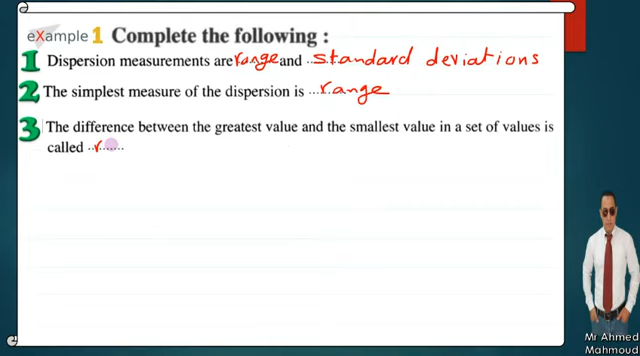 eXample 1 Complete the following :
1 Dispersion measurements are range and ..standard deviations
2 The simplest measure of the dispersion is ...range
3 The difference between the greatest value and the smallest value in a set of values is
called ..r......
Mr Ahmed
Mahmoud